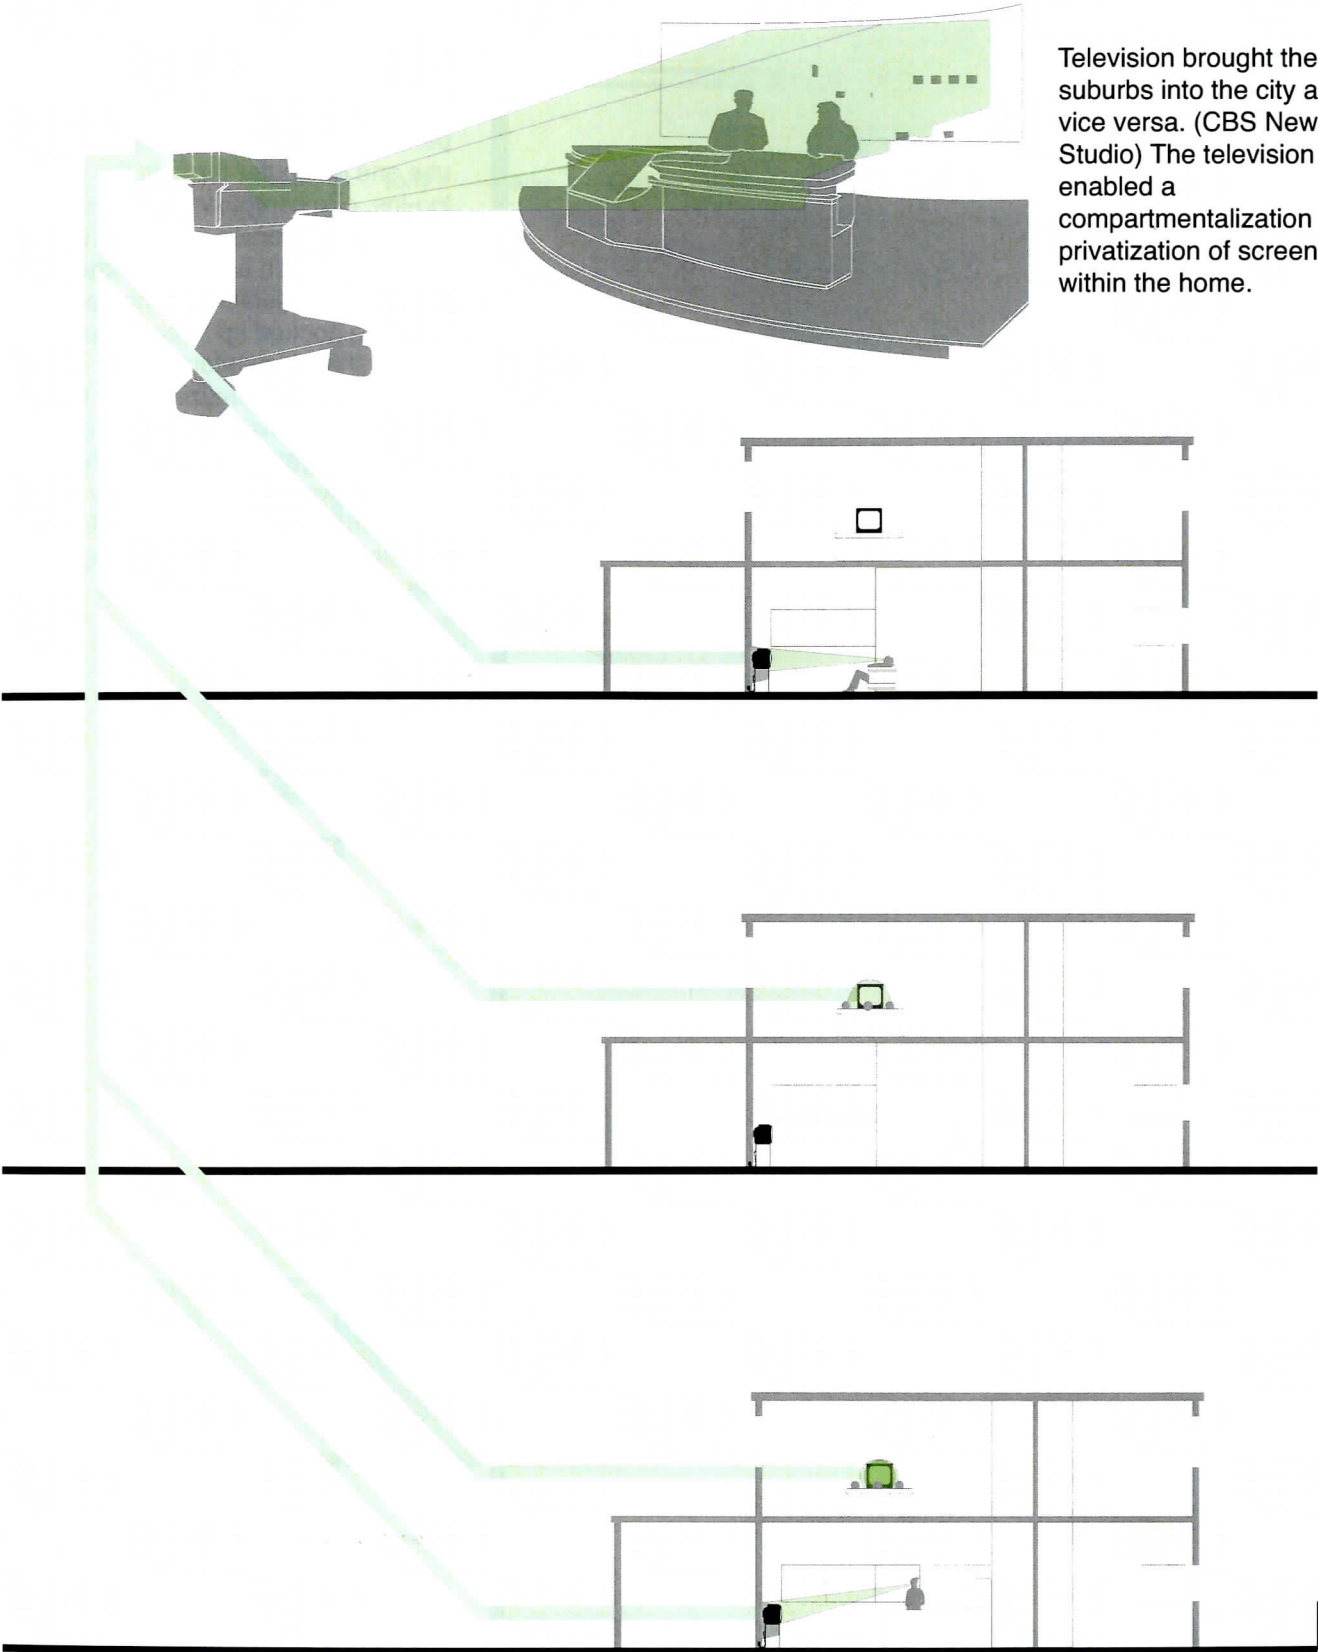 Television brought the
suburbs into the city a
vice versa. (CBS New
Studio) The television
enabled a
compartmentalization
privatization of screen
within the home.